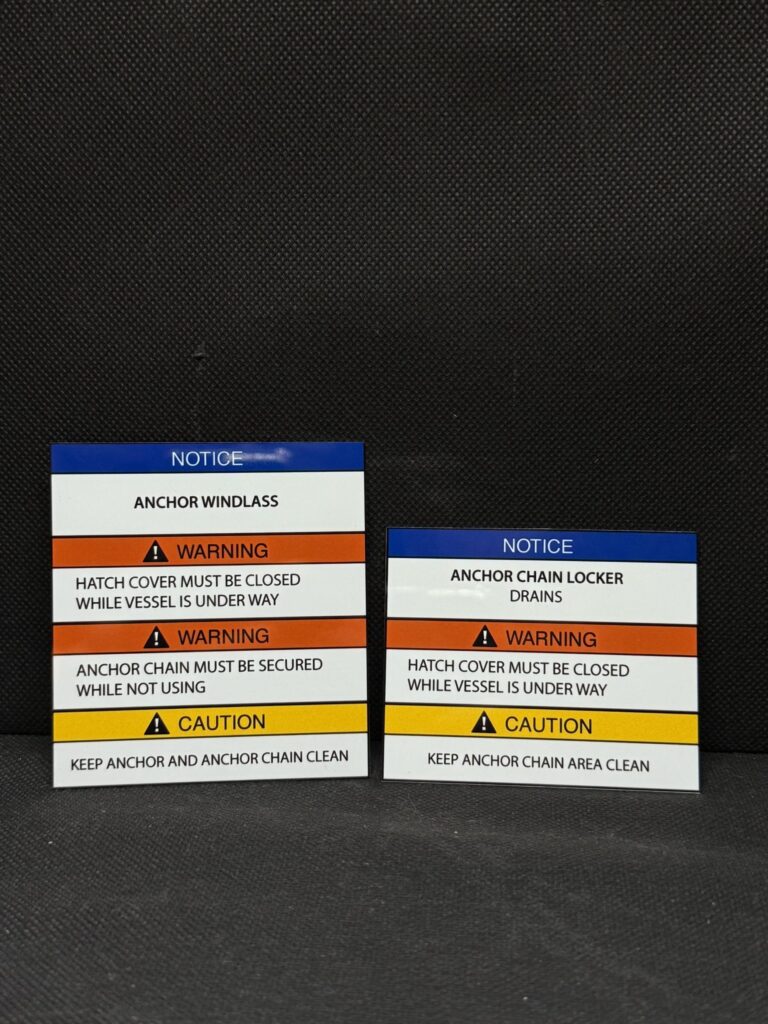 NOTICE
ANCHOR WINDLASS
WARNING
HATCH COVER MUST BE CLOSED
WHILE VESSEL IS UNDER WAY
WARNING
ANCHOR CHAIN MUST BE SECURED
WHILE NOT USING
CAUTION
KEEP ANCHOR AND ANCHOR CHAIN CLEAN
NOTICE
ANCHOR CHAIN LOCKER
DRAINS
WARNING
HATCH COVER MUST BE CLOSED
WHILE VESSEL IS UNDER WAY
CAUTION
KEEP ANCHOR CHAIN AREA CLEAN